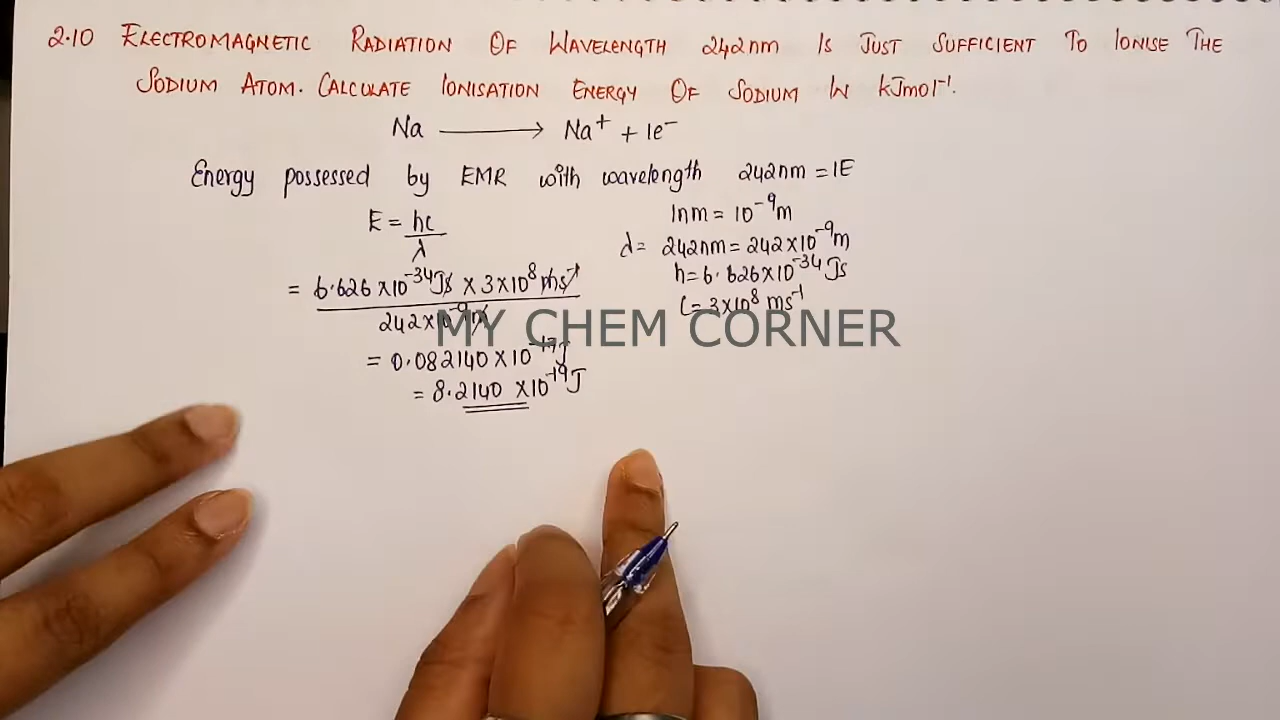 2.10 ELECTROMAGNETIC RADIATION OF WAVELENGTH 242nm IS JUST SUFFICIENT TO IONISE THE
SODIUM ATOM. CALCULATE IONISATION ENERGY OF SODIUM IN kJmol⁻¹.
Na ⟶ Na⁺ + 1e⁻
Energy possessed by EMR with wavelength 242nm = 1E
E = hc/λ
1nm = 10⁻⁹m
λ = 242nm = 242×10⁻⁹m
h = 6.626×10⁻³⁴Js
C = 3×10⁸ ms⁻¹
= 6.626×10⁻³⁴Js × 3×10⁸ ms⁻¹ / 242×10⁻⁹m
MY CHEM CORNER
= 0.082140×10⁻¹⁷J
= 8.2140 ×10⁻¹⁹J